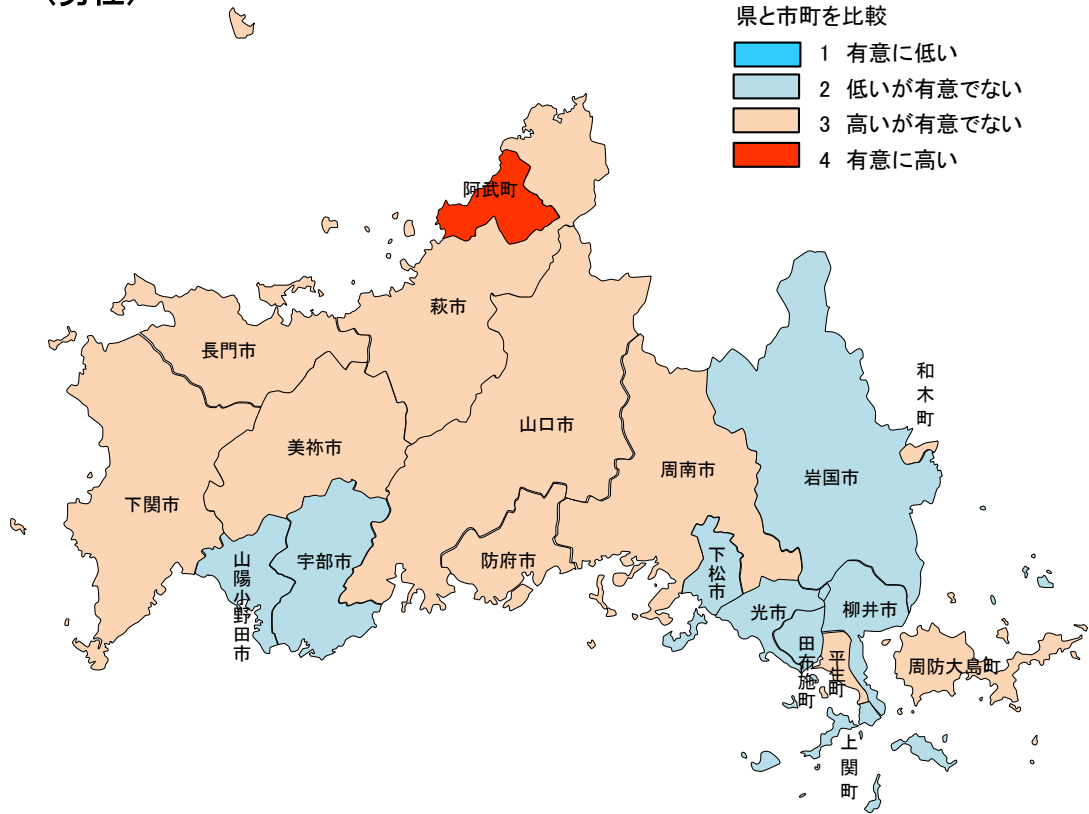 (男性)
県と市町を比較
1 有意に低い
2 低いが有意でない
3 高いが有意でない
4 有意に高い
阿武町
萩市
長門市
和木町
山口市
美祢市
周南市
岩国市
下関市
宇部市
防府市
山陽小野田市
下松市
光市
柳井市
田布施町
平生町
周防大島町
上関町